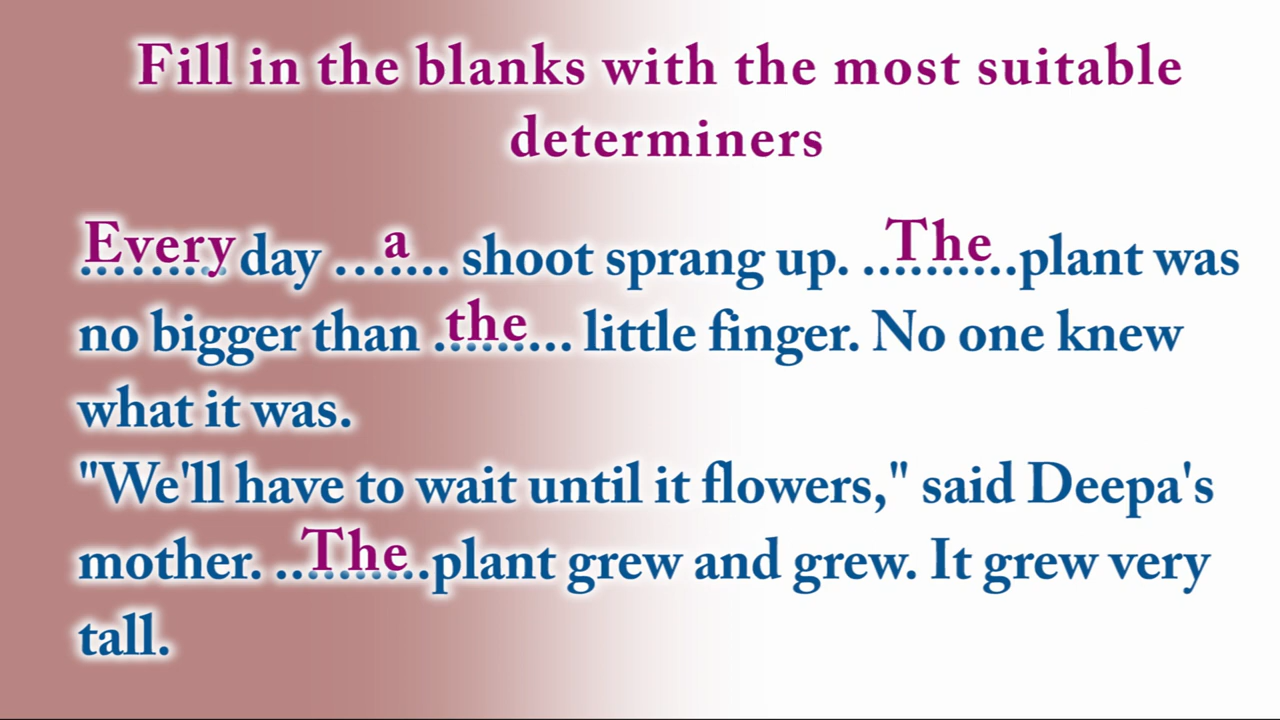 Fill in the blanks with the most suitable
determiners
Every day ...a... shoot sprang up. ...The...plant was
no bigger than ...the... little finger. No one knew
what it was.
"We'll have to wait until it flowers," said Deepa's
mother. ...The...plant grew and grew. It grew very
tall.